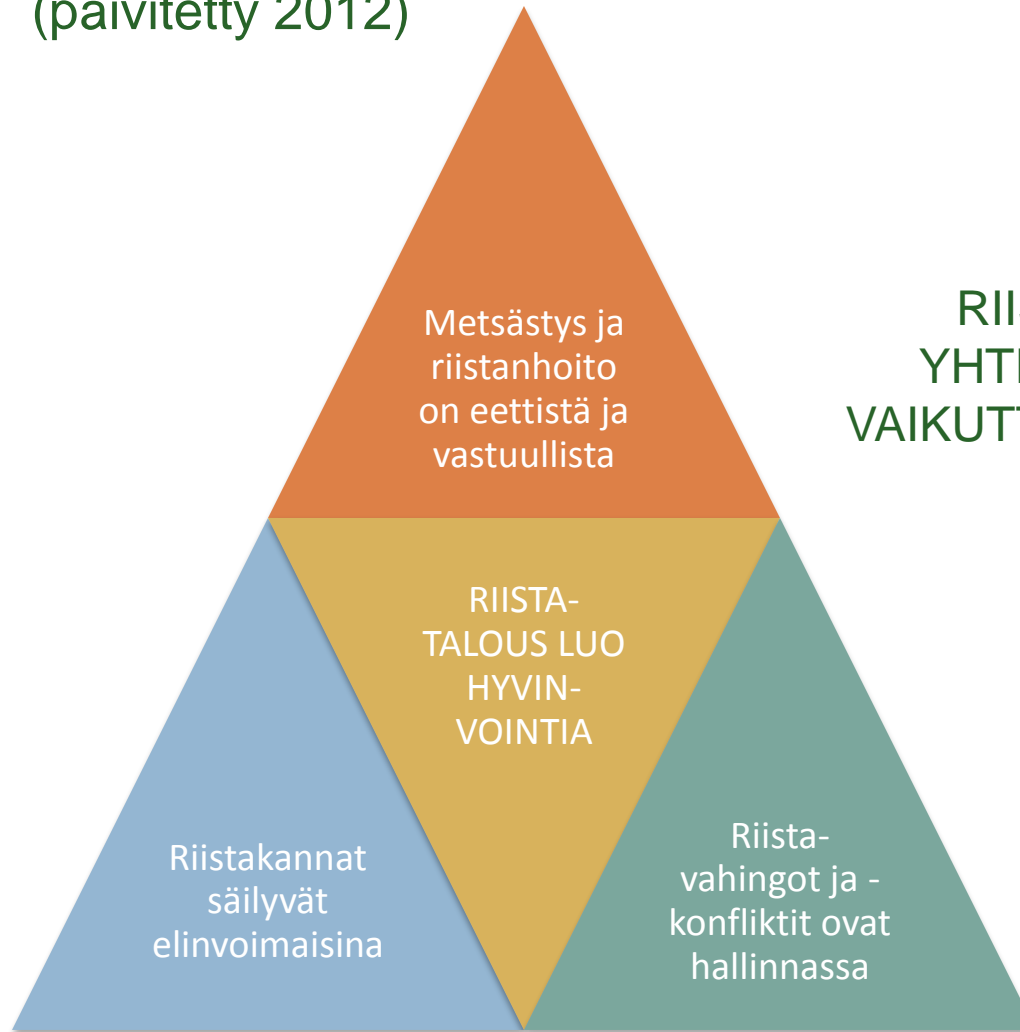 (päivitetty 2012)
Metsästys ja
riistanhoito
on eettistä ja
vastuullista
RIISTA-
TALOUS LUO
HYVIN-
VOINTIA
Riistakannat
säilyvät
elinvoimaisina
Riista-
vahingot ja -
konfliktit ovat
hallinnassa